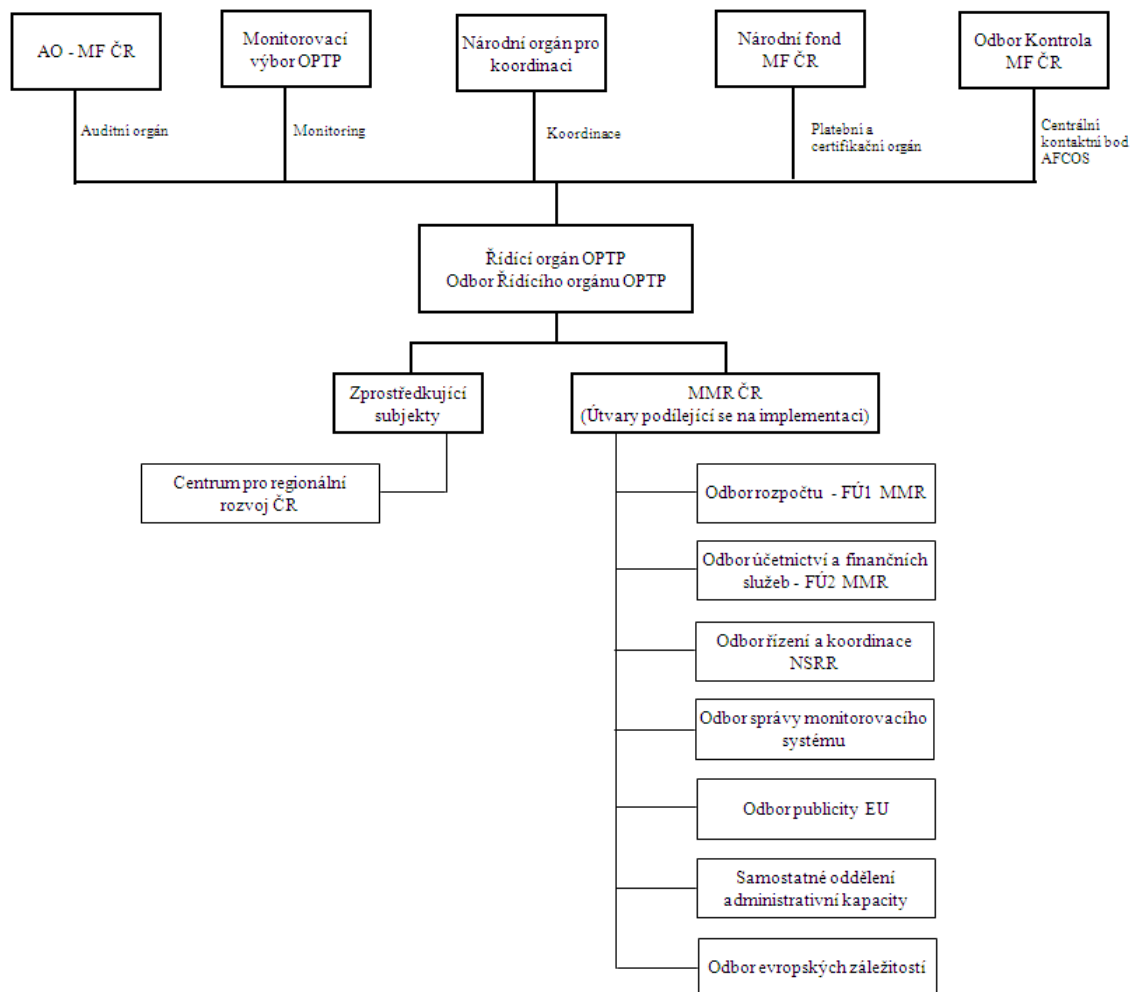 AO - MF ČR
Monitorovací
výbor OPTP
Národní orgán pro
koordinaci
Národní fond
MF ČR
Odbor Kontrola
MF ČR
Auditní orgán
Monitoring
Koordinace
Platební a
certifikační orgán
Centrální
kontaktní bod
AFCOS
Řídící orgán OPTP
Odbor Řídícího orgánu OPTP
Zprostředkující
subjekty
MMR ČR
(Útvary podílející se na implementaci)
Centrum pro regionální
rozvoj ČR
Odbor rozpočtu - FÚ1 MMR
Odbor účetnictví a finančních
služeb - FÚ2 MMR
Odbor řízení a koordinace
NSRR
Odbor správy monitorovacího
systému
Odbor publicity EU
Samostatné oddělení
administrativní kapacity
Odbor evropských záležitostí